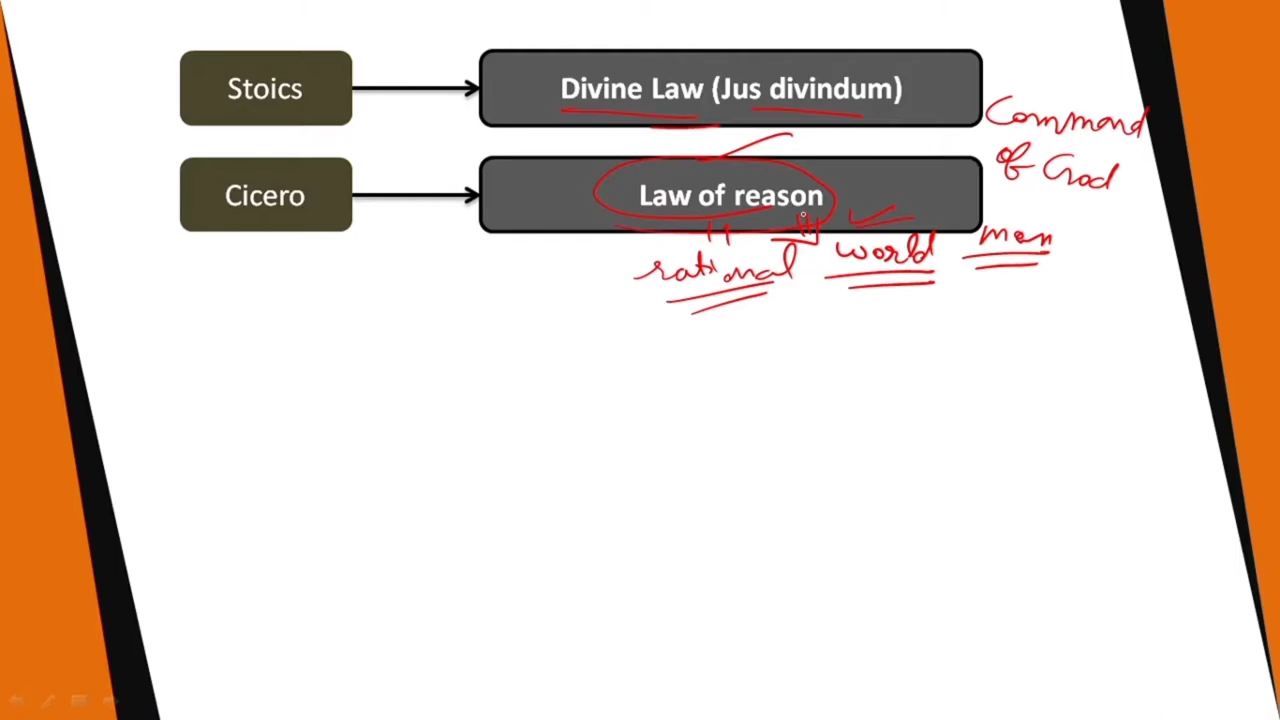 Stoics
Divine Law (Jus divindum)
Command
of God
Cicero
Law of reason
rational world man